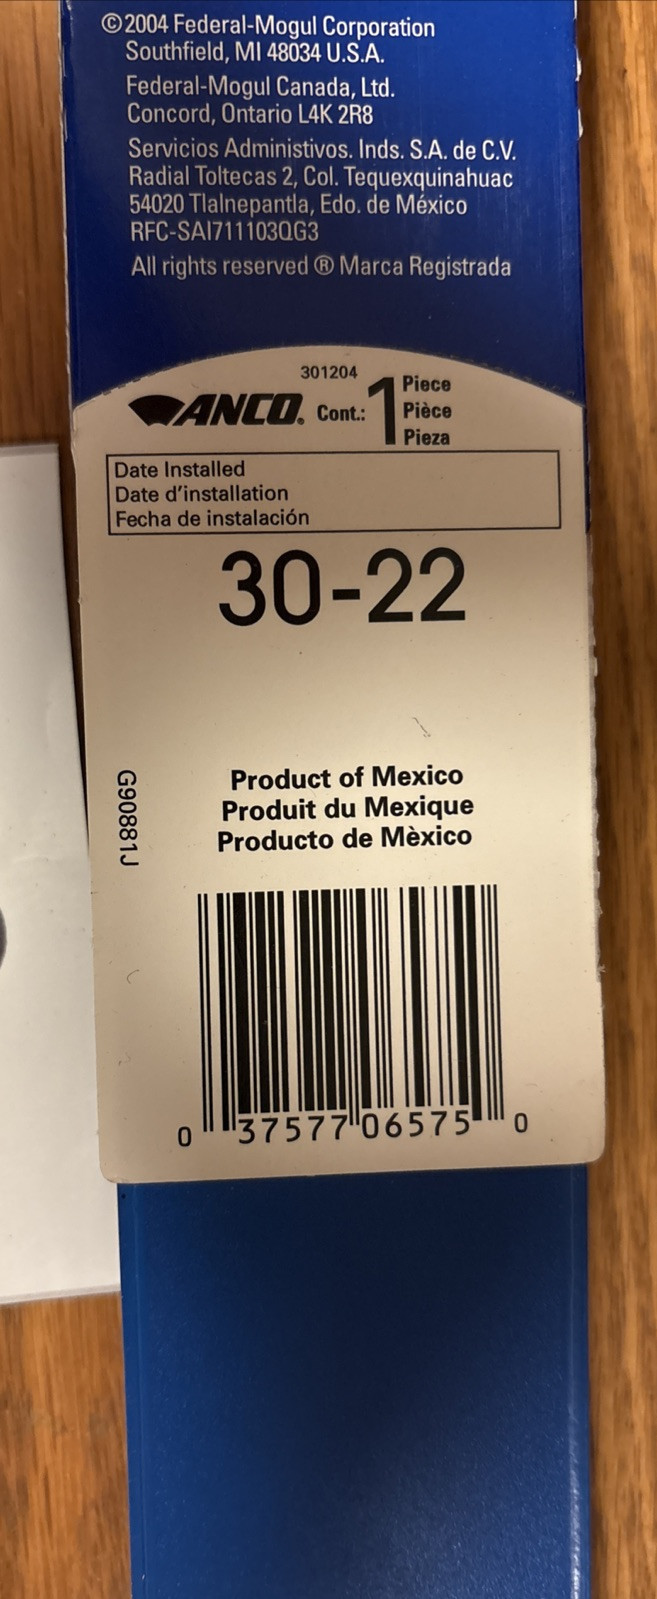 ©2004 Federal-Mogul Corporation
Southfield, MI 48034 U.S.A.
Federal-Mogul Canada, Ltd.
Concord, Ontario L4K 2R8
Servicios Administivos. Inds. S.A. de C.V.
Radial Toltecas 2, Col. Tequexquinahuac
54020 Tlalnepantla, Edo. de México
RFC-SAI711103QG3
All rights reserved ® Marca Registrada
301204
ANCO® Cont.: 1 Piece
Pièce
Pieza
Date Installed
Date d'installation
Fecha de instalación
30-22
Product of Mexico
Produit du Mexique
Producto de Mèxico
G90881J
0 37577 06575 0